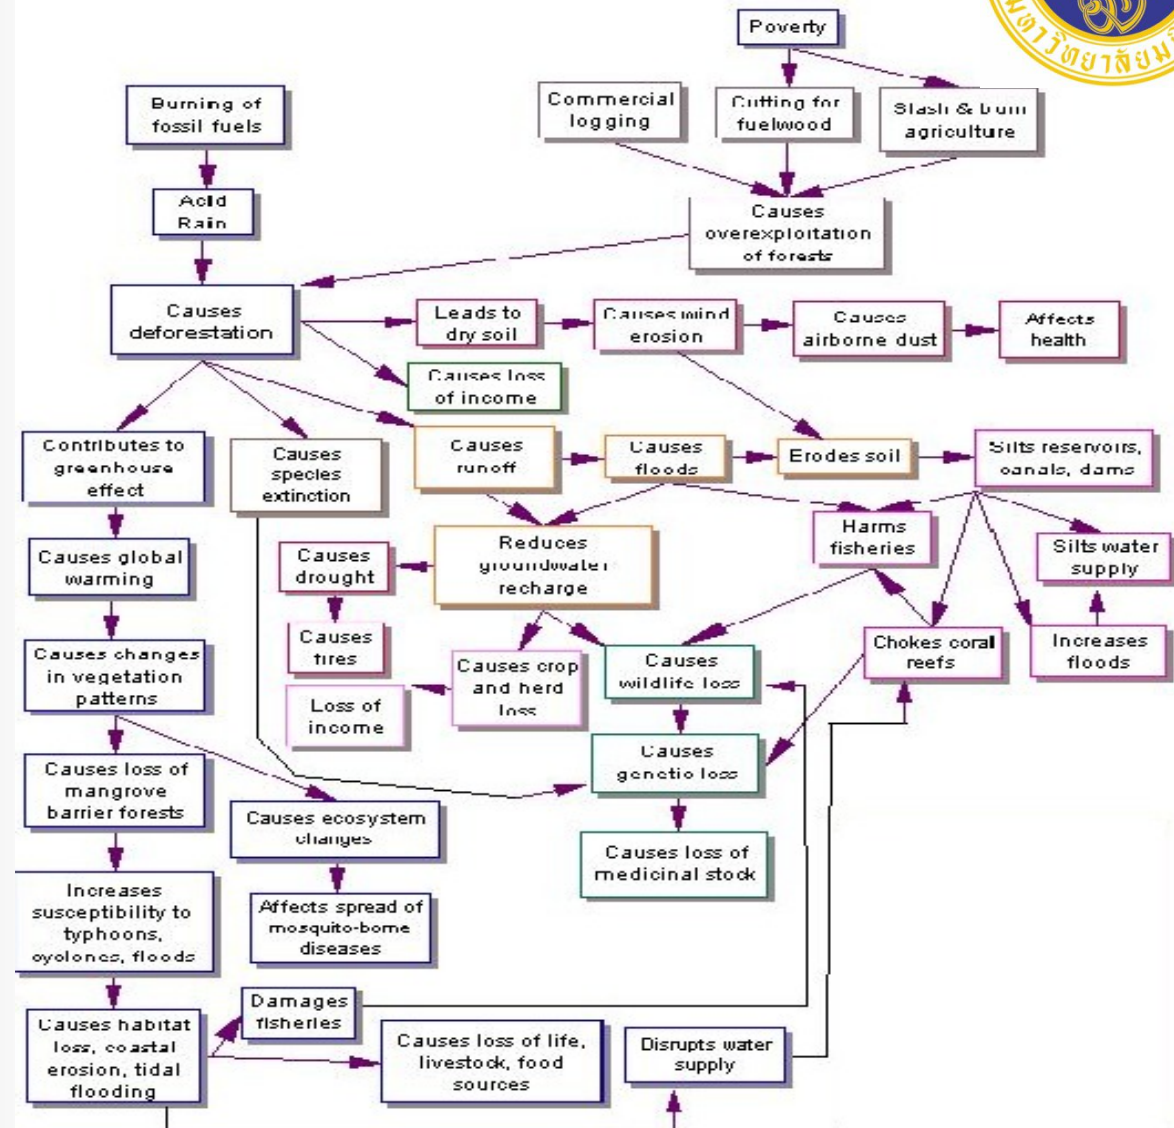 Poverty
Burning of
fossil fuels
Commercial
logging
Cutting for
fuelwood
Slash & burn
agriculture
Acid
Rain
Causes
overexploitation
of forests
Causes
deforestation
Leads to
dry soil
Causes wind
erosion
Causes
airborne dust
Affects
health
Causes loss
of income
Contributes to
greenhouse
effect
Causes
species
extinction
Causes
runoff
Causes
floods
Erodes soil
Silts reservoirs,
canals, dams
Causes global
warming
Causes
drought
Reduces
groundwater
recharge
Harms
fisheries
Silts water
supply
Causes changes
in vegetation
patterns
Causes
fires
Loss of
income
Causes crop
and herd
loss
Causes
wildlife loss
Chokes coral
reefs
Increases
floods
Causes loss of
mangrove
barrier forests
Causes ecosystem
changes
Causes
genetic loss
Causes loss of
medicinal stock
Increases
susceptibility to
typhoons,
cyclones, floods
Affects spread of
mosquito-borne
diseases
Causes habitat
loss, coastal
erosion, tidal
flooding
Damages
fisheries
Causes loss of life,
livestock, food
sources
Disrupts water
supply